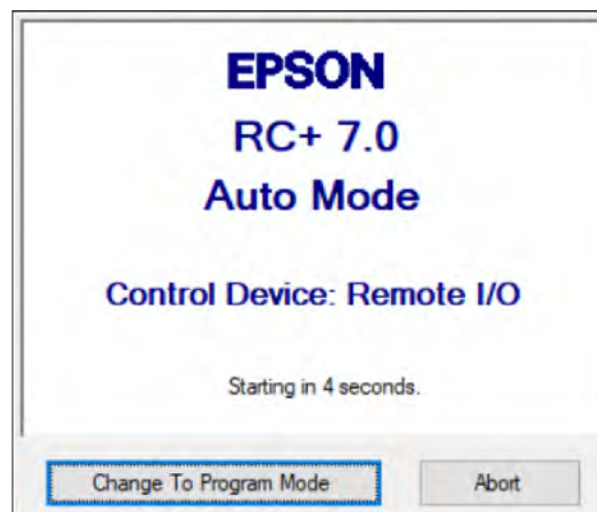 EPSON
RC+ 7.0
Auto Mode
Control Device: Remote I/O
Starting in 4 seconds.
Change To Program Mode
Abort